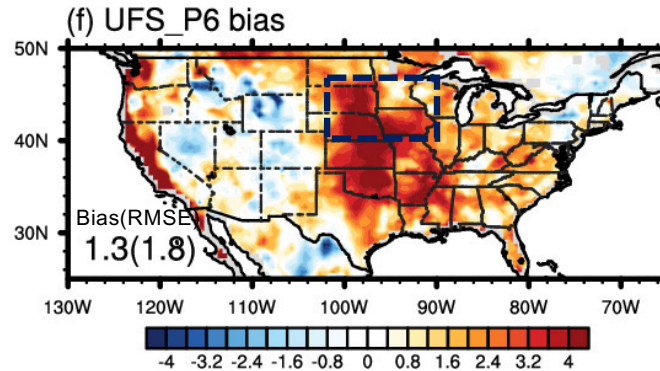 (f) UFS_P6 bias
50N
40N
30N
Bias(RMSE)
1.3(1.8)
130W 120W 110W 100W 90W 80W 70W
-4 -3.2 -2.4 -1.6 -0.8 0 0.8 1.6 2.4 3.2 4